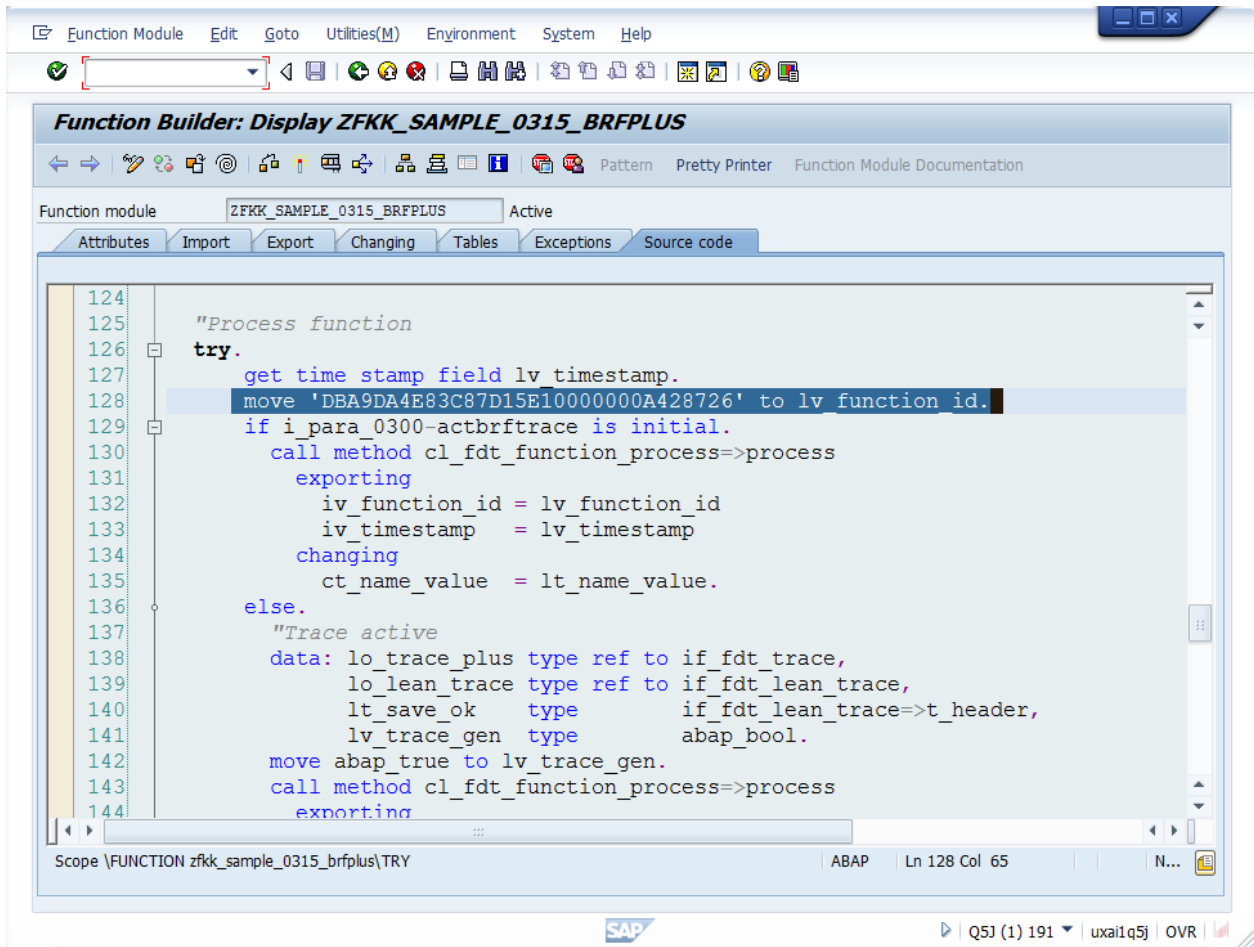 Function Module Edit Goto Utilities(M) Environment System Help
Function Builder: Display ZFKK_SAMPLE_0315_BRFPLUS
Pattern Pretty Printer Function Module Documentation
Function module ZFKK_SAMPLE_0315_BRFPLUS Active
Attributes Import Export Changing Tables Exceptions Source code
124
125 "Process function
126 try.
127 get time stamp field lv_timestamp.
128 move 'DBA9DA4E83C87D15E10000000A428726' to lv_function_id.
129 if i_para_0300-actbrftrace is initial.
130 call method cl_fdt_function_process=>process
131 exporting
132 iv_function_id = lv_function_id
133 iv_timestamp = lv_timestamp
134 changing
135 ct_name_value = lt_name_value.
136 else.
137 "Trace active
138 data: lo_trace_plus type ref to if_fdt_trace,
139 lo_lean_trace type ref to if_fdt_lean_trace,
140 lt_save_ok type if_fdt_lean_trace=>t_header,
141 lv_trace_gen type abap_bool.
142 move abap_true to lv_trace_gen.
143 call method cl_fdt_function_process=>process
144 exporting
Scope \FUNCTION zfkk_sample_0315_brfplus\TRY ABAP Ln 128 Col 65 N...
SAP Q5J (1) 191 uxai1q5j OVR